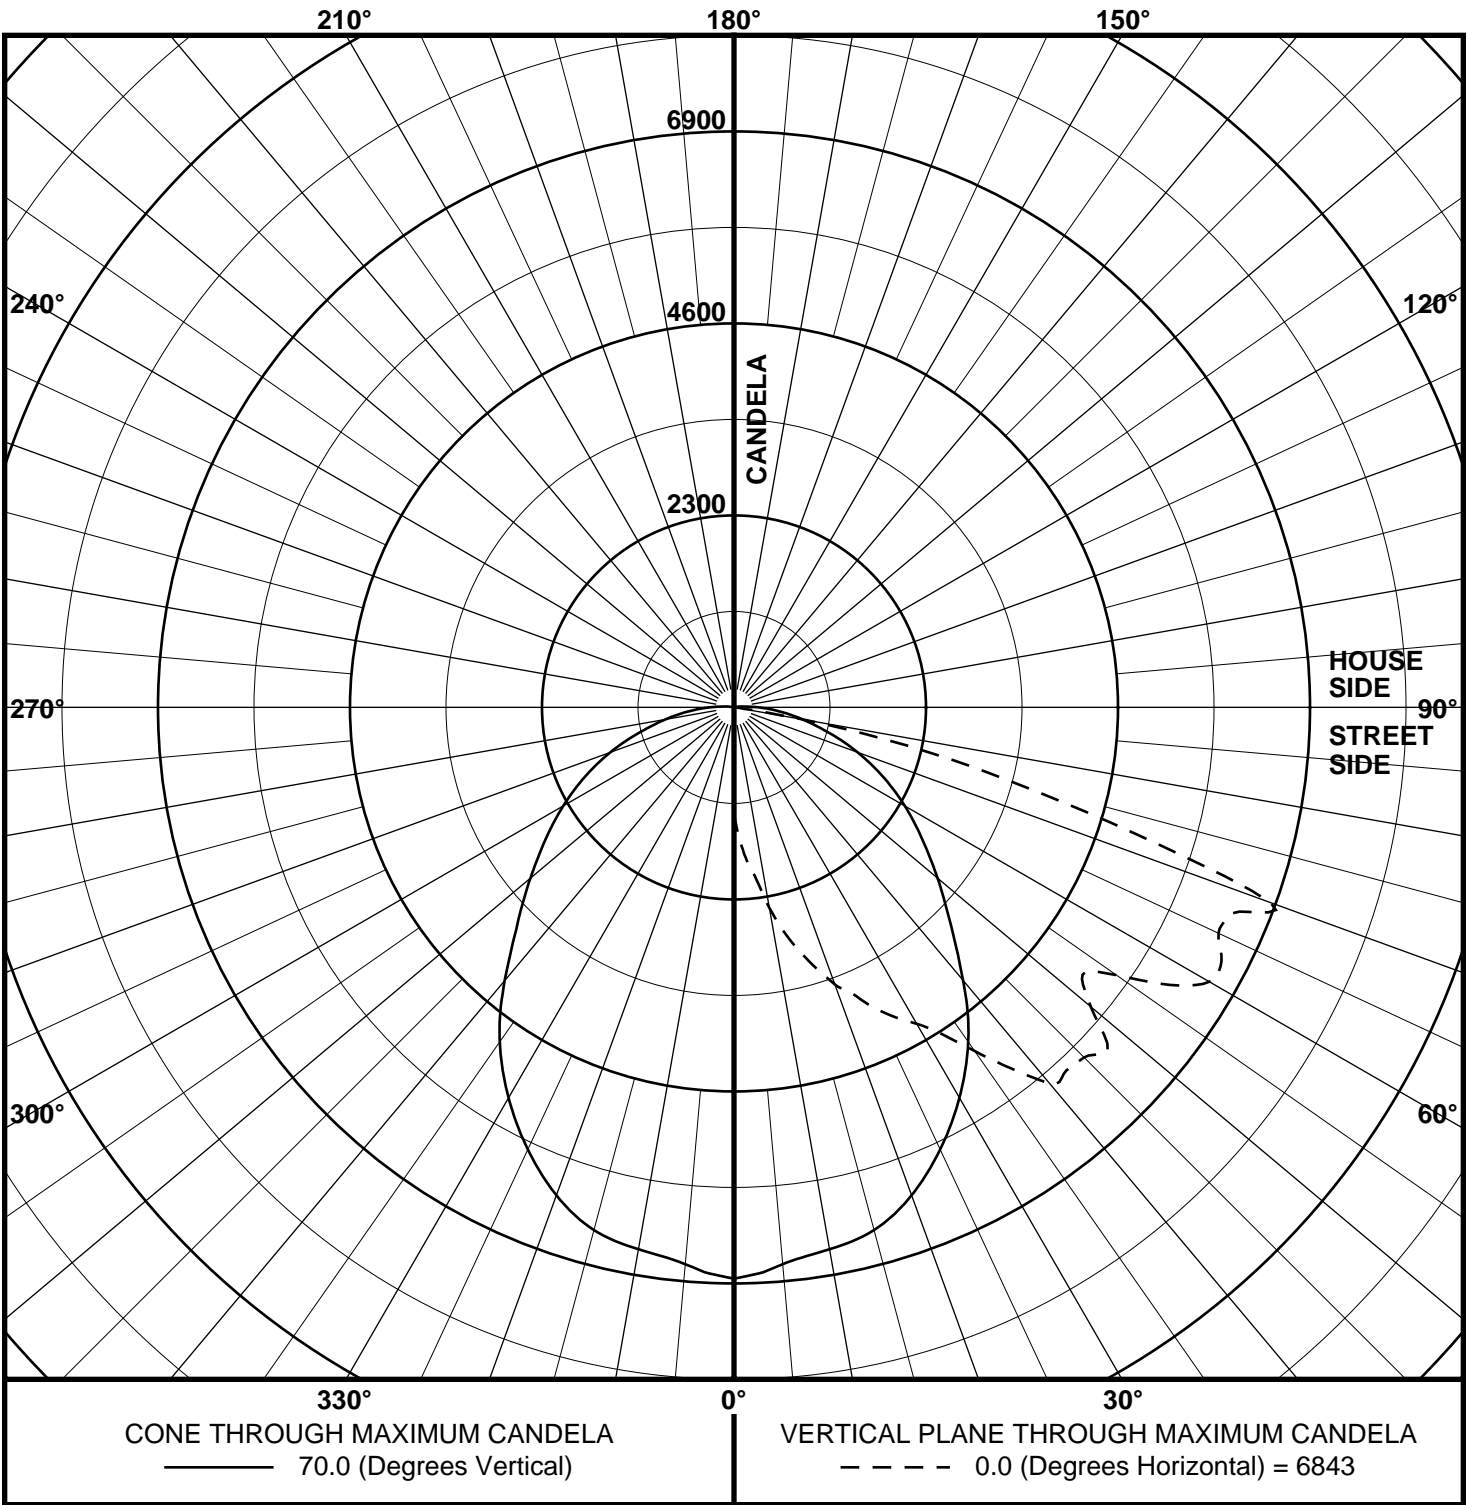 210°
180°
150°
6900
240°
120°
4600
CANDELA
2300
HOUSE
SIDE
270°
90°
STREET
SIDE
300°
60°
330°
0°
30°
CONE THROUGH MAXIMUM CANDELA
70.0 (Degrees Vertical)
VERTICAL PLANE THROUGH MAXIMUM CANDELA
0.0 (Degrees Horizontal) = 6843